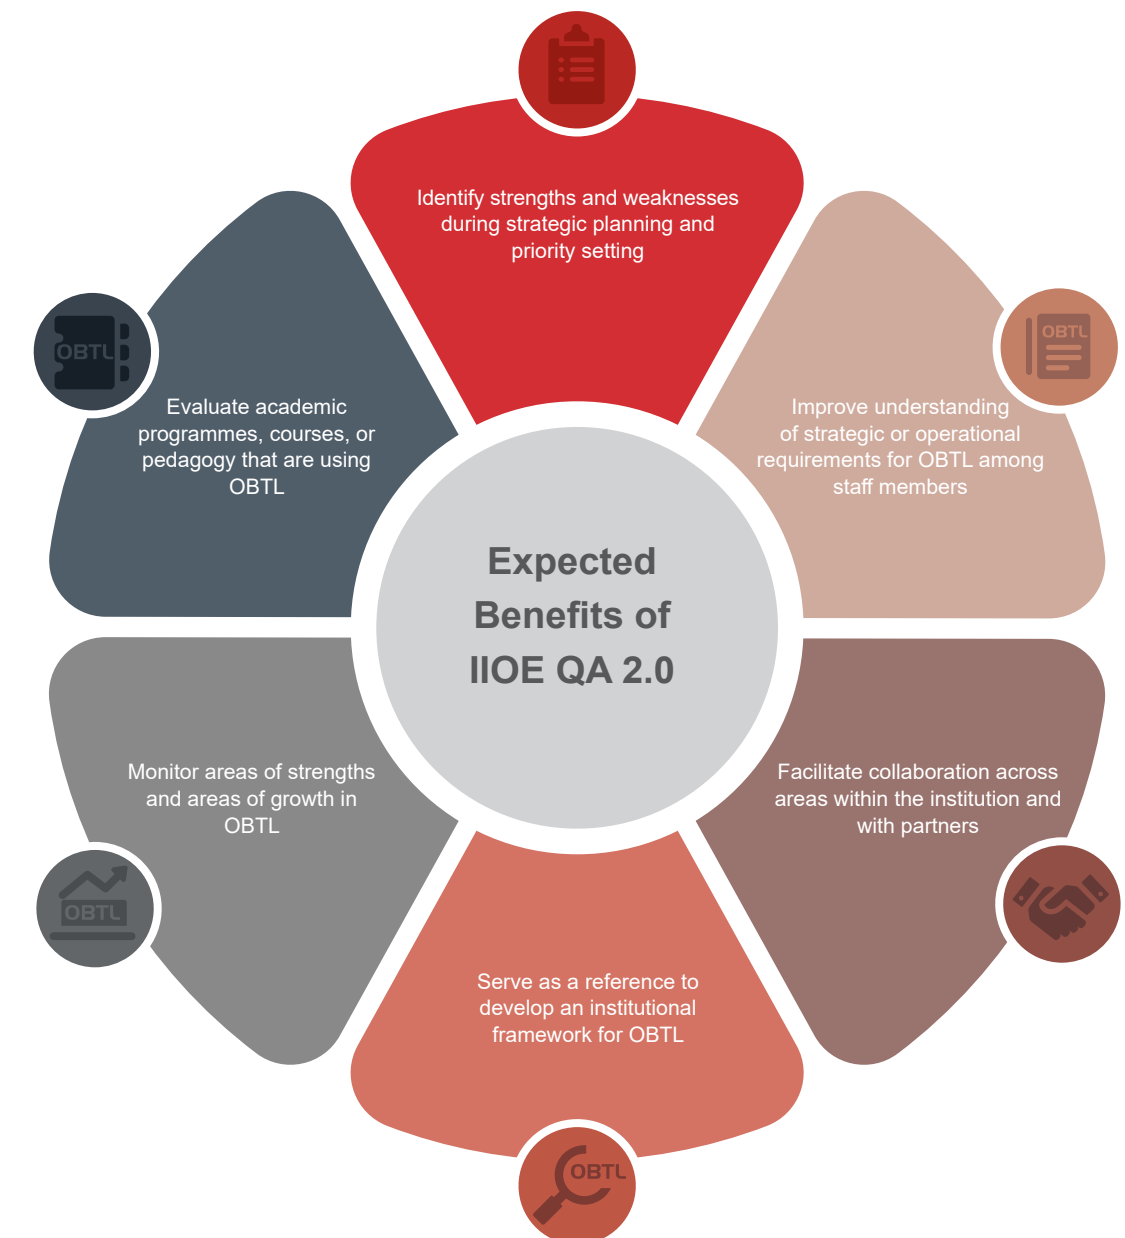 Identify strengths and weaknesses
during strategic planning and
priority setting
OBTL
Improve understanding
of strategic or operational
requirements for OBTL among
staff members
OBTL
Evaluate academic
programmes, courses, or
pedagogy that are using
OBTL
Expected
Benefits of
IIOE QA 2.0
Facilitate collaboration across
areas within the institution and
with partners
Monitor areas of strengths
and areas of growth in
OBTL
OBTL
Serve as a reference to
develop an institutional
framework for OBTL
OBTL